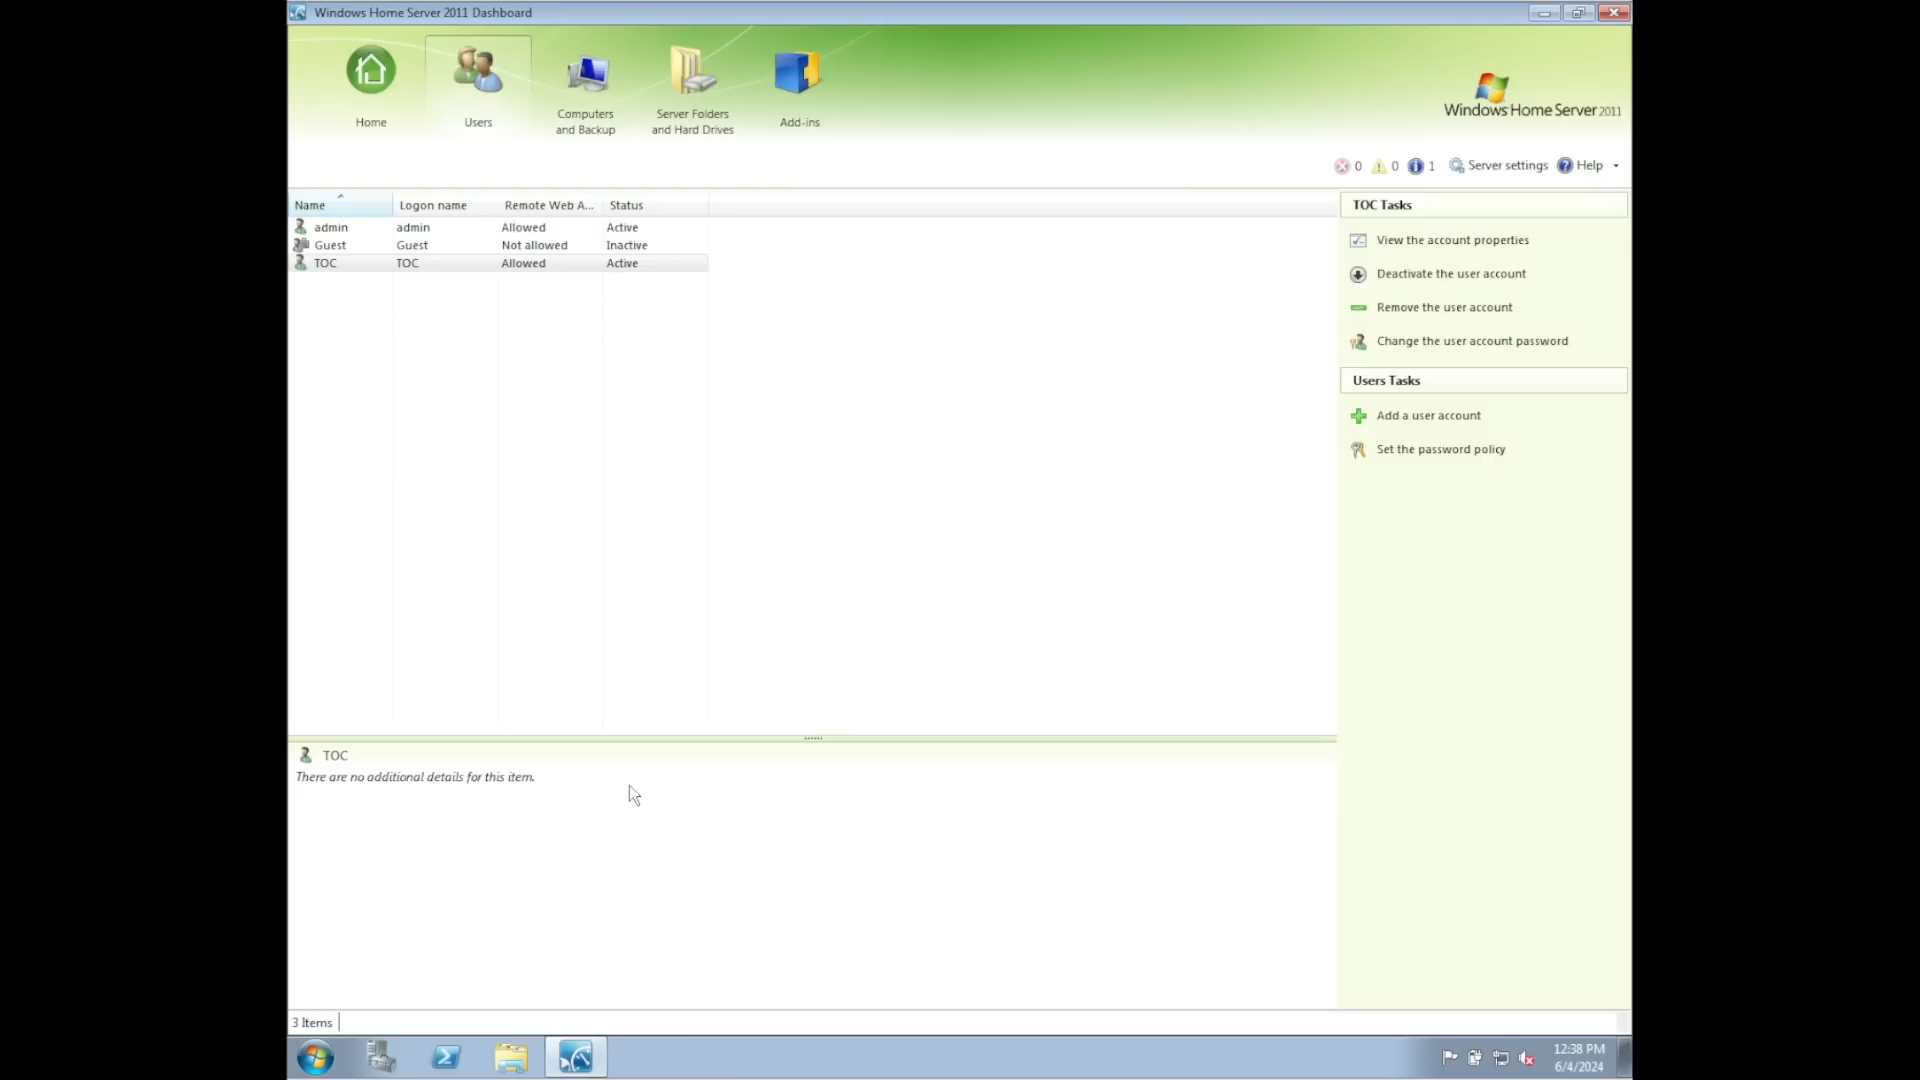 Windows Home Server 2011 Dashboard
Home
Users
Computers
and Backup
Server Folders
and Hard Drives
Add-ins
Windows Home Server 2011
0
0
1
Server settings
Help
Name Logon name Remote Web A... Status
admin admin Allowed Active
Guest Guest Not allowed Inactive
TOC TOC Allowed Active
TOC Tasks
View the account properties
Deactivate the user account
Remove the user account
Change the user account password
Users Tasks
Add a user account
Set the password policy
TOC
There are no additional details for this item.
3 Items
12:38 PM
6/4/2024